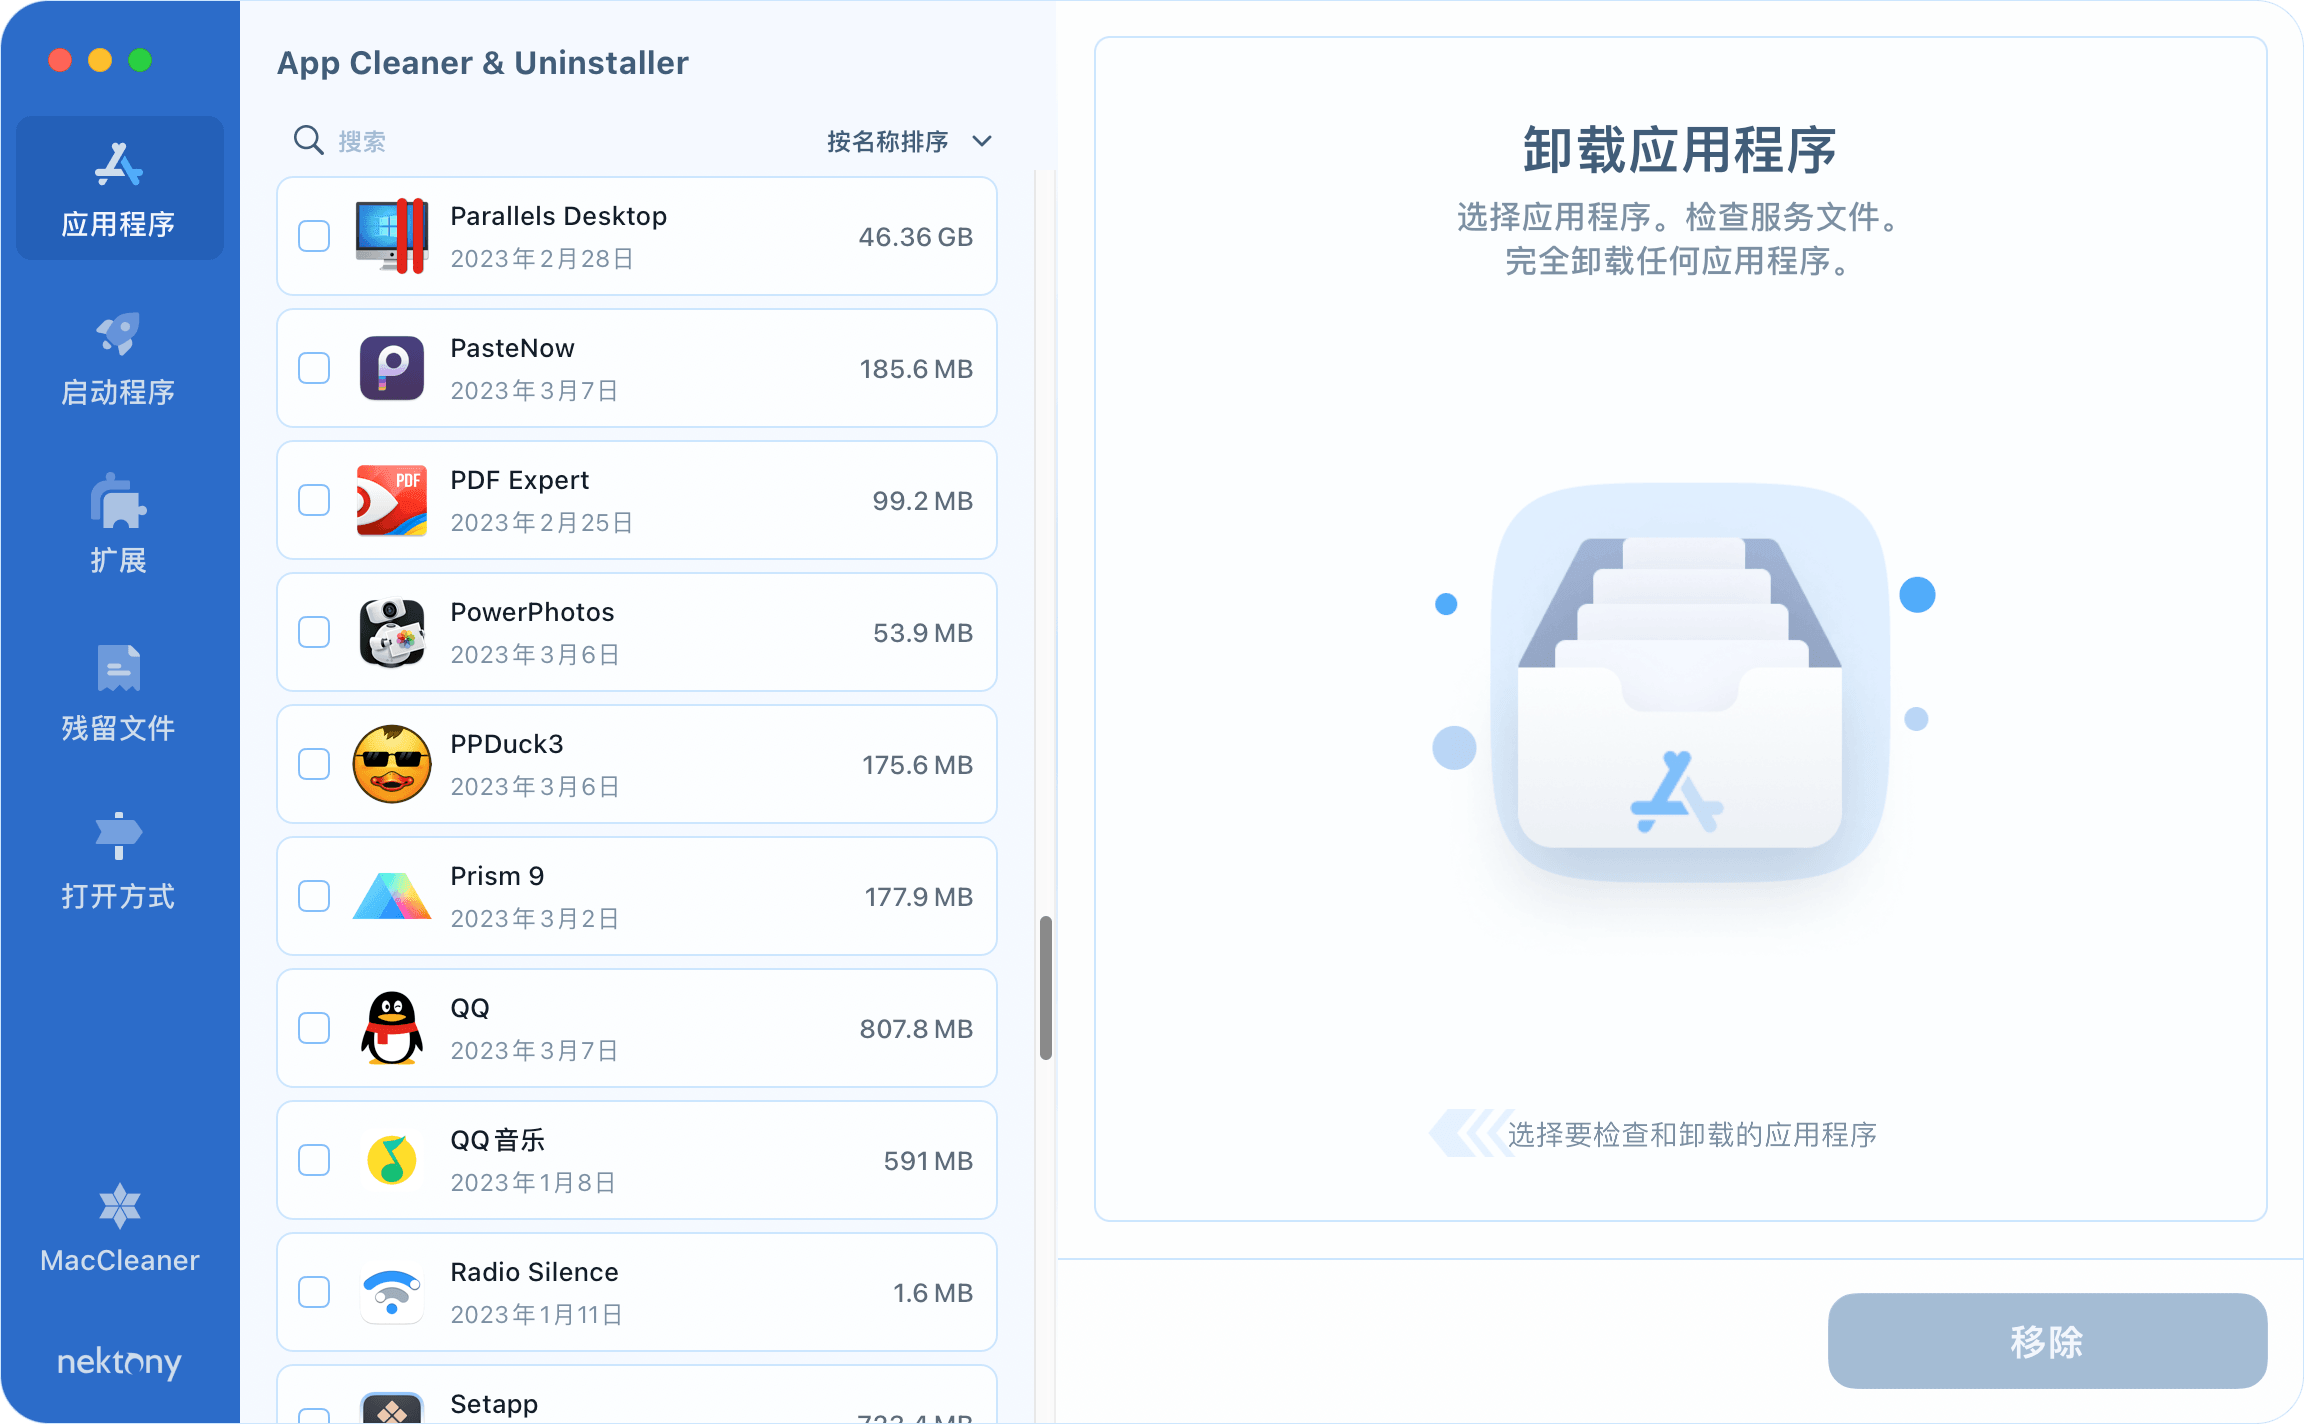 App Cleaner & Uninstaller
搜索
按名称排序
应用程序
启动程序
扩展
残留文件
打开方式
MacCleaner
nektony
Parallels Desktop
2023年2月28日
46.36 GB
PasteNow
2023年3月7日
185.6 MB
PDF
PDF Expert
2023年2月25日
99.2 MB
PowerPhotos
2023年3月6日
53.9 MB
PPDuck3
2023年3月6日
175.6 MB
Prism 9
2023年3月2日
177.9 MB
QQ
2023年3月7日
807.8 MB
QQ音乐
2023年1月8日
591 MB
Radio Silence
2023年1月11日
1.6 MB
Setapp
卸载应用程序
选择应用程序。检查服务文件。
完全卸载任何应用程序。
选择要检查和卸载的应用程序
移除